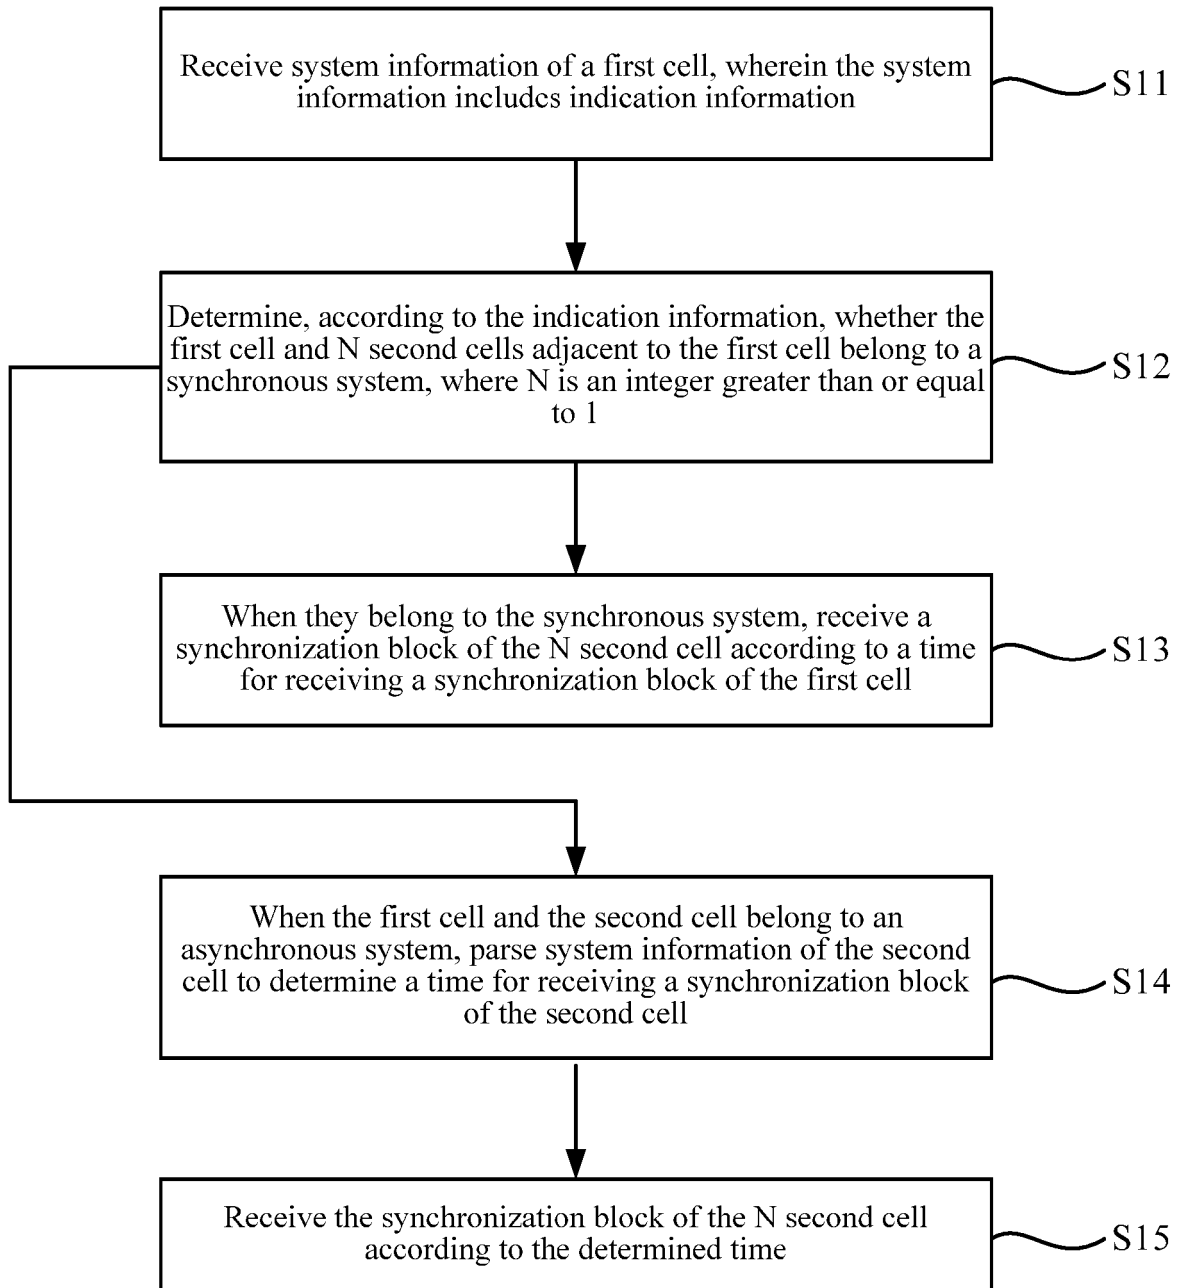 Receive system information of a first cell, wherein the system
information includes indication information
S11
Determine, according to the indication information, whether the
first cell and N second cells adjacent to the first cell belong to a
synchronous system, where N is an integer greater than or equal
to 1
S12
When they belong to the synchronous system, receive a
synchronization block of the N second cell according to a time
for receiving a synchronization block of the first cell
S13
When the first cell and the second cell belong to an
asynchronous system, parse system information of the second
cell to determine a time for receiving a synchronization block
of the second cell
S14
Receive the synchronization block of the N second cell
according to the determined time
S15